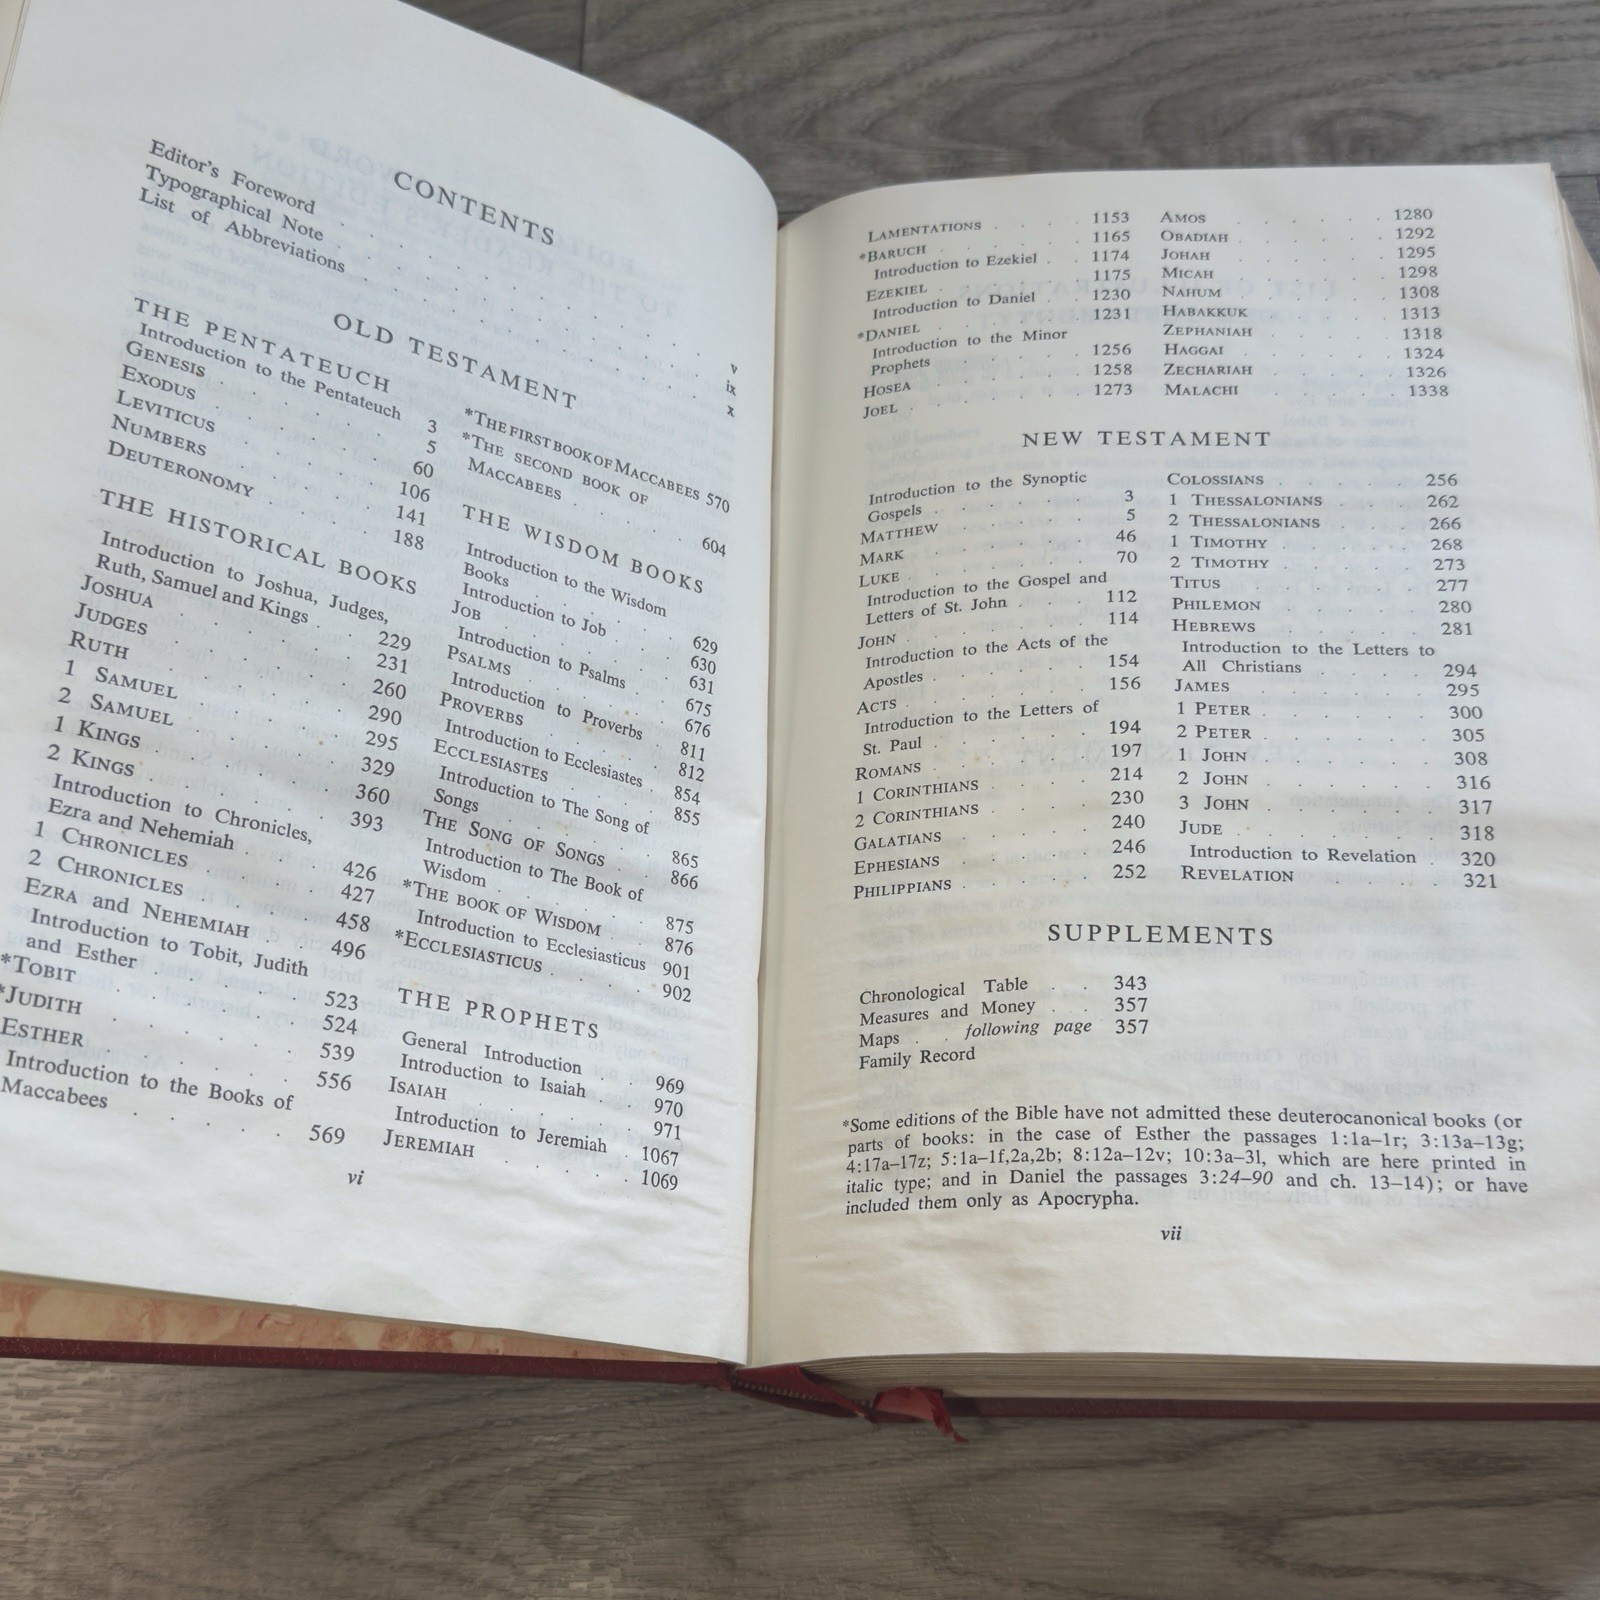 CONTENTS
Editor's Foreword . . . v
Typographical Note . . . ix
List of Abbreviations . . . x
OLD TESTAMENT
THE PENTATEUCH
Introduction to the Pentateuch 3
GENESIS . . . 5
EXODUS . . . 60
LEVITICUS . . . 106
NUMBERS . . . 141
DEUTERONOMY . . . 188
THE HISTORICAL BOOKS
Introduction to Joshua, Judges,
Ruth, Samuel and Kings . . 229
JOSHUA . . . 231
JUDGES . . . 260
RUTH . . . 290
1 SAMUEL . . . 295
2 SAMUEL . . . 329
1 KINGS . . . 360
2 KINGS . . . 393
Introduction to Chronicles,
Ezra and Nehemiah . . . 426
1 CHRONICLES . . . 427
2 CHRONICLES . . . 458
EZRA and NEHEMIAH . . 496
Introduction to Tobit, Judith
and Esther . . . 523
*TOBIT . . . 524
*JUDITH . . . 539
ESTHER . . . 556
Introduction to the Books of
Maccabees . . . 569
*THE FIRST BOOK OF MACCABEES 570
*THE SECOND BOOK OF
MACCABEES . . . 604
THE WISDOM BOOKS
Introduction to the Wisdom
Books . . . 629
Introduction to Job . . . 630
JOB . . . 631
Introduction to Psalms . . 675
PSALMS . . . 676
Introduction to Proverbs . 811
PROVERBS . . . 812
Introduction to Ecclesiastes . 854
ECCLESIASTES . . . 855
Introduction to The Song of
Songs . . . 865
THE SONG OF SONGS . . 866
Introduction to The Book of
Wisdom . . . 875
*THE BOOK OF WISDOM . . 876
Introduction to Ecclesiasticus 901
*ECCLESIASTICUS . . . 902
THE PROPHETS
General Introduction . . 969
Introduction to Isaiah . . 970
ISAIAH . . . 971
Introduction to Jeremiah . 1067
JEREMIAH . . . 1069
vi
LAMENTATIONS . . . 1153
*BARUCH . . . 1165
Introduction to Ezekiel . . 1174
EZEKIEL . . . 1175
Introduction to Daniel . . 1230
*DANIEL . . . 1231
Introduction to the Minor
Prophets . . . 1256
HOSEA . . . 1258
JOEL . . . 1273
AMOS . . . 1280
OBADIAH . . . 1292
JOHAH . . . 1295
MICAH . . . 1298
NAHUM . . . 1308
HABAKKUK . . . 1313
ZEPHANIAH . . . 1318
HAGGAI . . . 1324
ZECHARIAH . . . 1326
MALACHI . . . 1338
NEW TESTAMENT
Introduction to the Synoptic
Gospels . . . 3
MATTHEW . . . 5
MARK . . . 46
LUKE . . . 70
Introduction to the Gospel and
Letters of St. John . . . 112
JOHN . . . 114
Introduction to the Acts of the
Apostles . . . 154
ACTS . . . 156
Introduction to the Letters of
St. Paul . . . 194
ROMANS . . . 197
1 CORINTHIANS . . . 214
2 CORINTHIANS . . . 230
GALATIANS . . . 240
EPHESIANS . . . 246
PHILIPPIANS . . . 252
COLOSSIANS . . . 256
1 THESSALONIANS . . . 262
2 THESSALONIANS . . . 266
1 TIMOTHY . . . 268
2 TIMOTHY . . . 273
TITUS . . . 277
PHILEMON . . . 280
HEBREWS . . . 281
Introduction to the Letters to
All Christians . . . 294
JAMES . . . 295
1 PETER . . . 300
2 PETER . . . 305
1 JOHN . . . 308
2 JOHN . . . 316
3 JOHN . . . 317
JUDE . . . 318
Introduction to Revelation . 320
REVELATION . . . 321
SUPPLEMENTS
Chronological Table . . 343
Measures and Money . . 357
Maps . . following page 357
Family Record
*Some editions of the Bible have not admitted these deuterocanonical books (or
parts of books: in the case of Esther the passages 1:1a–1r; 3:13a–13g;
4:17a–17z; 5:1a–1f,2a,2b; 8:12a–12v; 10:3a–3l, which are here printed in
italic type; and in Daniel the passages 3:24–90 and ch. 13–14); or have
included them only as Apocrypha.
vii